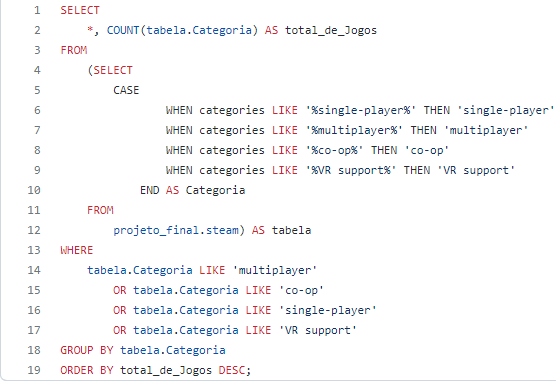 1 SELECT
2 *, COUNT(tabela.Categoria) AS total_de_Jogos
3 FROM
4 (SELECT
5 CASE
6 WHEN categories LIKE '%single-player%' THEN 'single-player'
7 WHEN categories LIKE '%multiplayer%' THEN 'multiplayer'
8 WHEN categories LIKE '%co-op%' THEN 'co-op'
9 WHEN categories LIKE '%VR support%' THEN 'VR support'
10 END AS Categoria
11 FROM
12 projeto_final.steam) AS tabela
13 WHERE
14 tabela.Categoria LIKE 'multiplayer'
15 OR tabela.Categoria LIKE 'co-op'
16 OR tabela.Categoria LIKE 'single-player'
17 OR tabela.Categoria LIKE 'VR support'
18 GROUP BY tabela.Categoria
19 ORDER BY total_de_Jogos DESC;